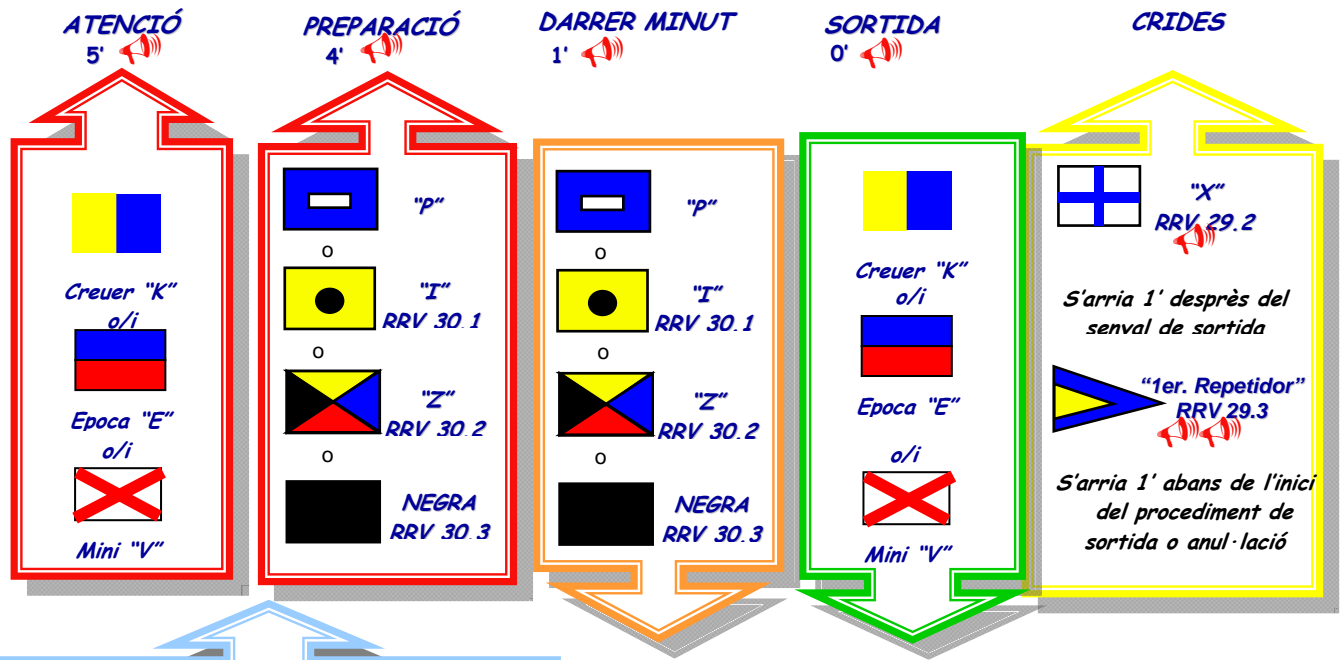 ATENCIÓ
5'
Creuer "K"
o/i
Epoca "E"
o/i
Mini "V"
PREPARACIÓ
4'
"P"
o
"I"
RRV 30.1
o
"Z"
RRV 30.2
o
NEGRA
RRV 30.3
DARRER MINUT
1'
"P"
o
"I"
RRV 30.1
o
"Z"
RRV 30.2
o
NEGRA
RRV 30.3
SORTIDA
0'
Creuer "K"
o/i
Epoca "E"
o/i
Mini "V"
CRIDES
"X"
RRV 29.2
S'arria 1' desprès del
senyal de sortida
"1er. Repetidor"
RRV 29.3
S'arria 1' abans de l'inici
del procediment de
sortida o anul·lació